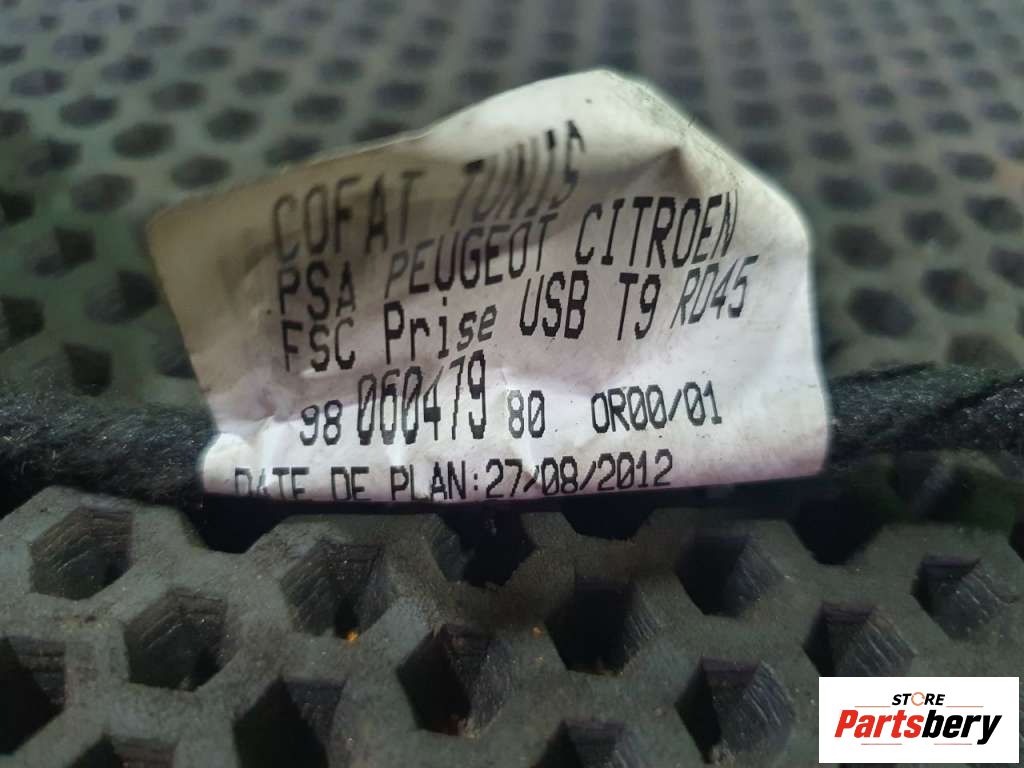 COFAT TUNIS
PSA PEUGEOT CITROEN
FSC Prise USB T9 RD45
98 060479 80 OR00/01
DATE DE PLAN:27/08/2012
STORE
Partsbery